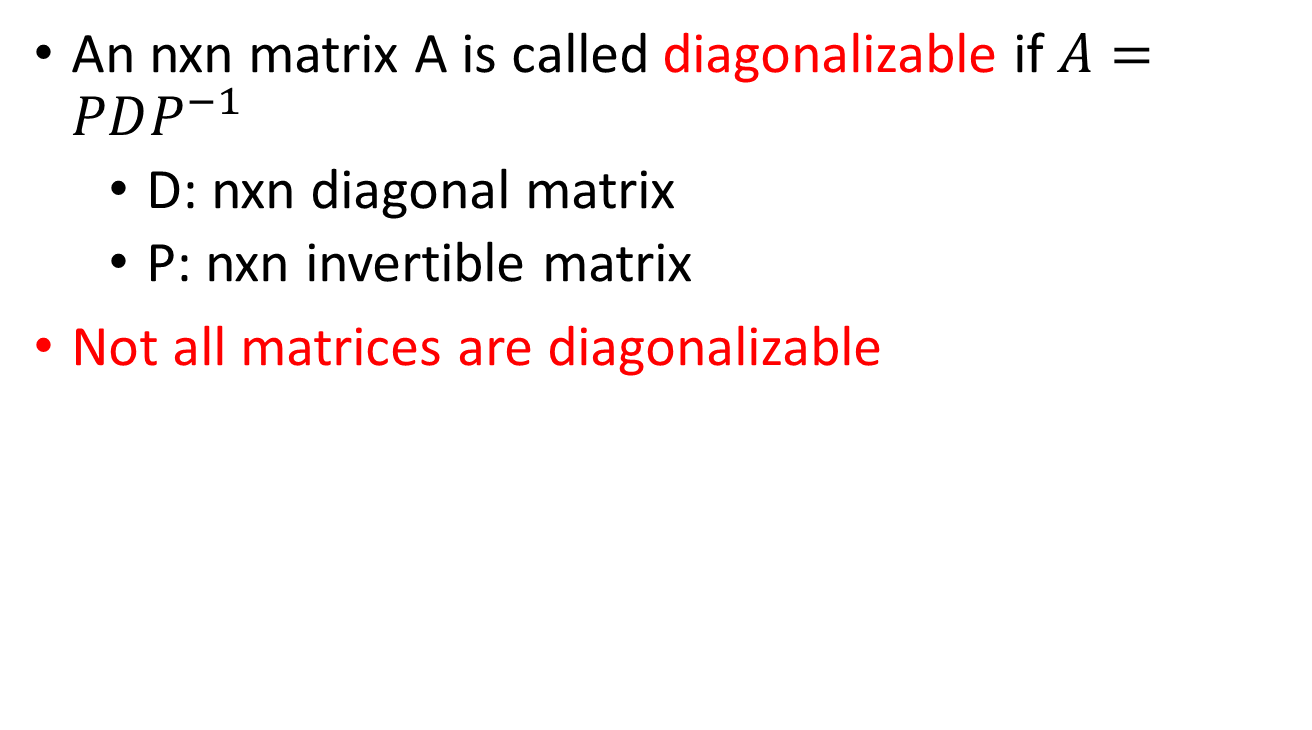 • An nxn matrix A is called diagonalizable if 𝐴 =
𝑃𝐷𝑃⁻¹
• D: nxn diagonal matrix
• P: nxn invertible matrix
• Not all matrices are diagonalizable